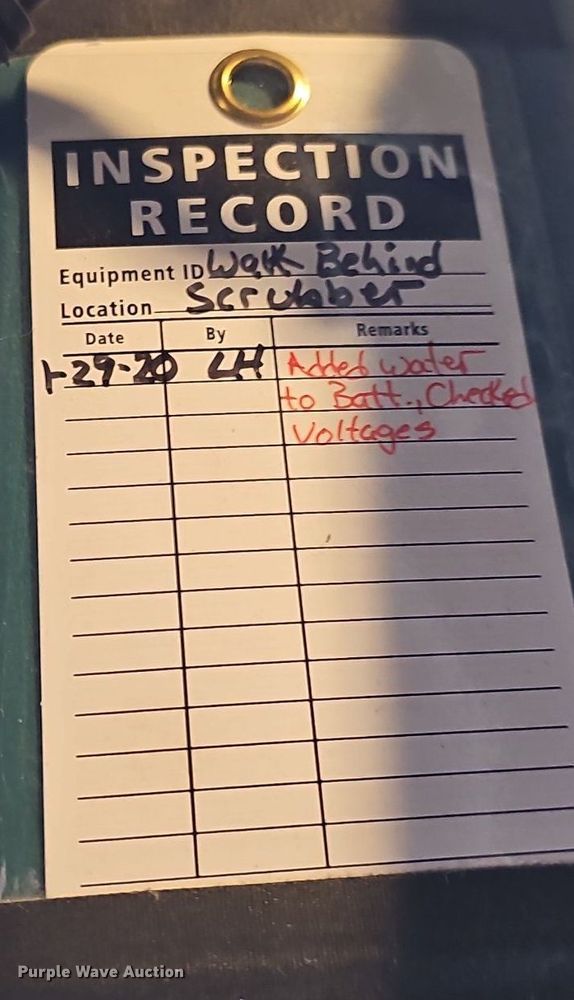 INSPECTION
RECORD
Equipment ID Walk Behind
Location Scrubber
Date By Remarks
1-29-20 LH Added water
to Batt., Checked
Voltages
Purple Wave Auction